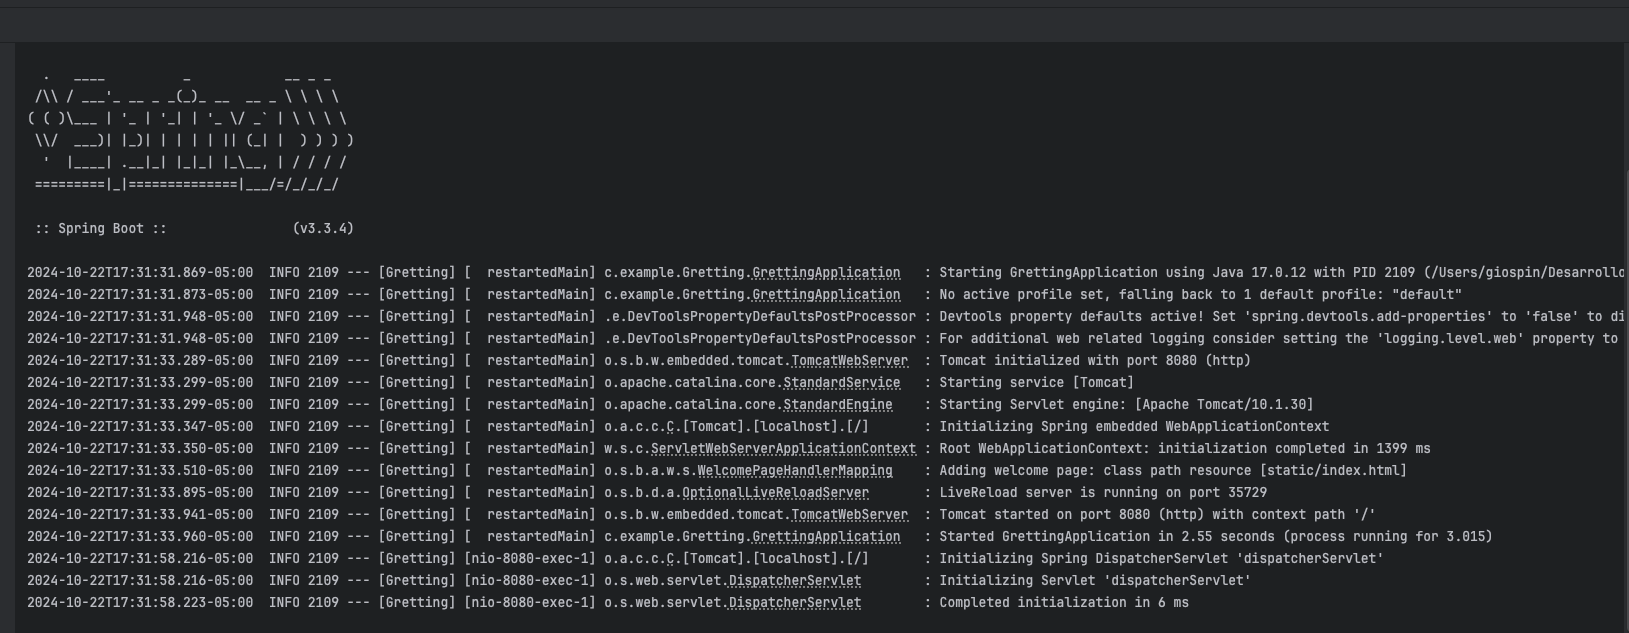 .   ____          _            __ _ _
 /\\ / ___'_ __ _ _(_)_ __  __ _ \ \ \ \
( ( )\___ | '_ | '_| | '_ \/ _` | \ \ \ \
 \\/  ___)| |_)| | | | | || (_| |  ) ) ) )
  '  |____| .__|_| |_|_| |_\__, | / / / /
 =========|_|==============|___/=/_/_/_/
 :: Spring Boot ::                (v3.3.4)
2024-10-22T17:31:31.869-05:00  INFO 2109 --- [Gretting] [  restartedMain] c.example.Gretting.GrettingApplication   : Starting GrettingApplication using Java 17.0.12 with PID 2109 (/Users/giospin/Desarrollo
2024-10-22T17:31:31.873-05:00  INFO 2109 --- [Gretting] [  restartedMain] c.example.Gretting.GrettingApplication   : No active profile set, falling back to 1 default profile: "default"
2024-10-22T17:31:31.948-05:00  INFO 2109 --- [Gretting] [  restartedMain] .e.DevToolsPropertyDefaultsPostProcessor : Devtools property defaults active! Set 'spring.devtools.add-properties' to 'false' to di
2024-10-22T17:31:31.948-05:00  INFO 2109 --- [Gretting] [  restartedMain] .e.DevToolsPropertyDefaultsPostProcessor : For additional web related logging consider setting the 'logging.level.web' property to
2024-10-22T17:31:33.289-05:00  INFO 2109 --- [Gretting] [  restartedMain] o.s.b.w.embedded.tomcat.TomcatWebServer  : Tomcat initialized with port 8080 (http)
2024-10-22T17:31:33.299-05:00  INFO 2109 --- [Gretting] [  restartedMain] o.apache.catalina.core.StandardService   : Starting service [Tomcat]
2024-10-22T17:31:33.299-05:00  INFO 2109 --- [Gretting] [  restartedMain] o.apache.catalina.core.StandardEngine    : Starting Servlet engine: [Apache Tomcat/10.1.30]
2024-10-22T17:31:33.347-05:00  INFO 2109 --- [Gretting] [  restartedMain] o.a.c.c.C.[Tomcat].[localhost].[/]       : Initializing Spring embedded WebApplicationContext
2024-10-22T17:31:33.350-05:00  INFO 2109 --- [Gretting] [  restartedMain] w.s.c.ServletWebServerApplicationContext : Root WebApplicationContext: initialization completed in 1399 ms
2024-10-22T17:31:33.510-05:00  INFO 2109 --- [Gretting] [  restartedMain] o.s.b.a.w.s.WelcomePageHandlerMapping    : Adding welcome page: class path resource [static/index.html]
2024-10-22T17:31:33.895-05:00  INFO 2109 --- [Gretting] [  restartedMain] o.s.b.d.a.OptionalLiveReloadServer       : LiveReload server is running on port 35729
2024-10-22T17:31:33.941-05:00  INFO 2109 --- [Gretting] [  restartedMain] o.s.b.w.embedded.tomcat.TomcatWebServer  : Tomcat started on port 8080 (http) with context path '/'
2024-10-22T17:31:33.960-05:00  INFO 2109 --- [Gretting] [  restartedMain] c.example.Gretting.GrettingApplication   : Started GrettingApplication in 2.55 seconds (process running for 3.015)
2024-10-22T17:31:58.216-05:00  INFO 2109 --- [Gretting] [nio-8080-exec-1] o.a.c.c.C.[Tomcat].[localhost].[/]       : Initializing Spring DispatcherServlet 'dispatcherServlet'
2024-10-22T17:31:58.216-05:00  INFO 2109 --- [Gretting] [nio-8080-exec-1] o.s.web.servlet.DispatcherServlet        : Initializing Servlet 'dispatcherServlet'
2024-10-22T17:31:58.223-05:00  INFO 2109 --- [Gretting] [nio-8080-exec-1] o.s.web.servlet.DispatcherServlet        : Completed initialization in 6 ms